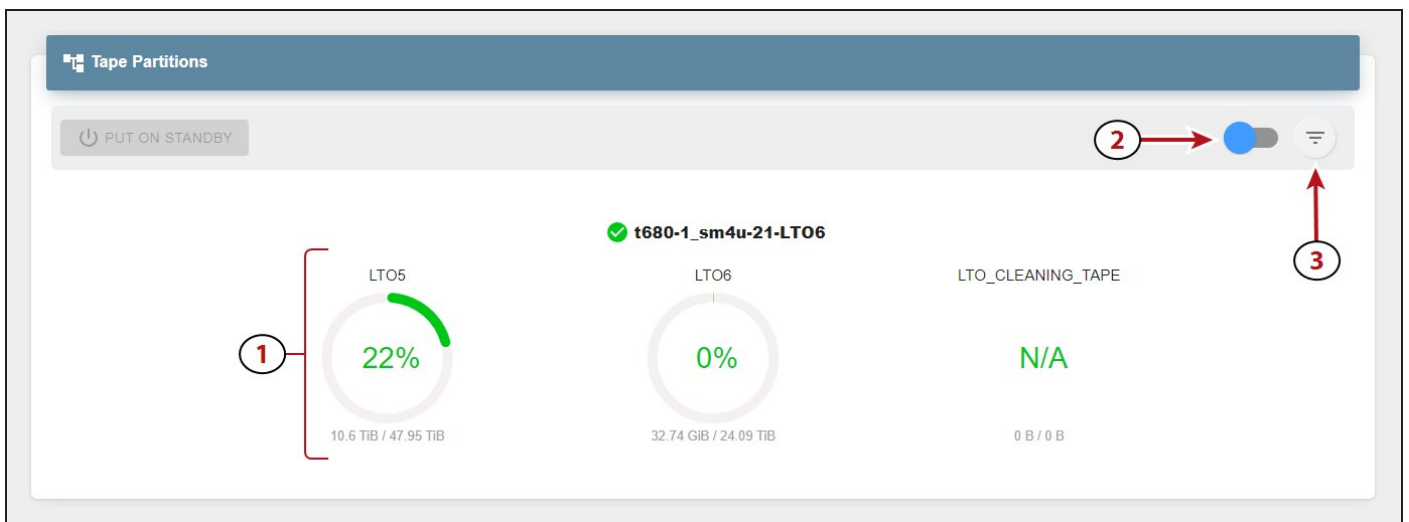 Tape Partitions
PUT ON STANDBY
2
3
t680-1_sm4u-21-LTO6
LTO5
LTO6
LTO_CLEANING_TAPE
1
22%
0%
N/A
10.6 TiB / 47.95 TiB
32.74 GiB / 24.09 TiB
0 B / 0 B